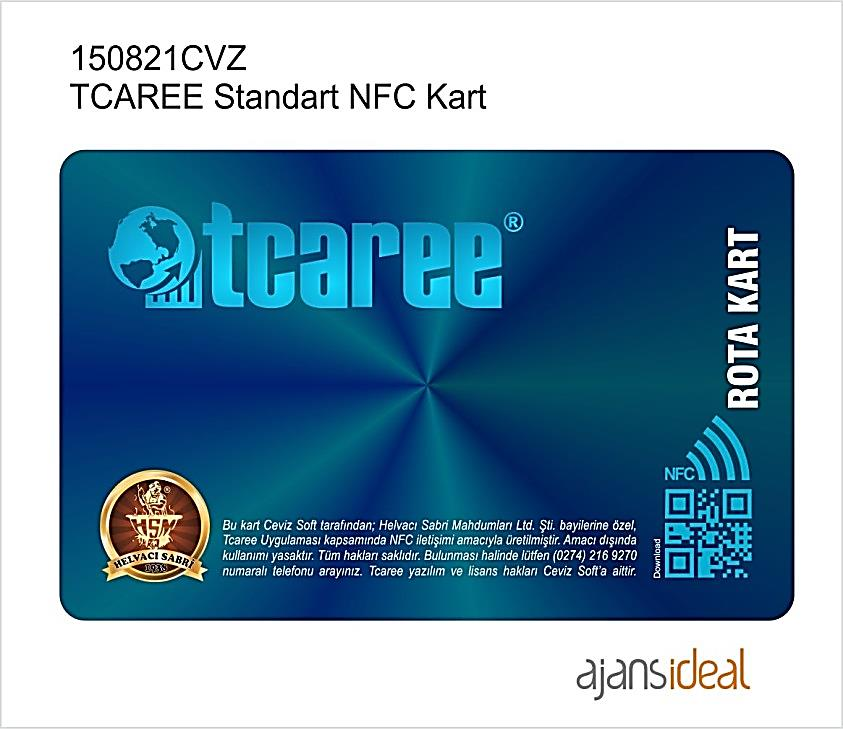 150821CVZ
TCAREE Standart NFC Kart
tcaree®
ROTA KART
NFC
Download
HSM
HELVACI SABRİ
1938
Bu kart Ceviz Soft tarafından; Helvacı Sabri Mahdumları Ltd. Şti. bayilerine özel,
Tcaree Uygulaması kapsamında NFC iletişimi amacıyla üretilmiştir. Amacı dışında
kullanımı yasaktır. Tüm hakları saklıdır. Bulunması halinde lütfen (0274) 216 9270
numaralı telefonu arayınız. Tcaree yazılım ve lisans hakları Ceviz Soft'a aittir.
ajansideal